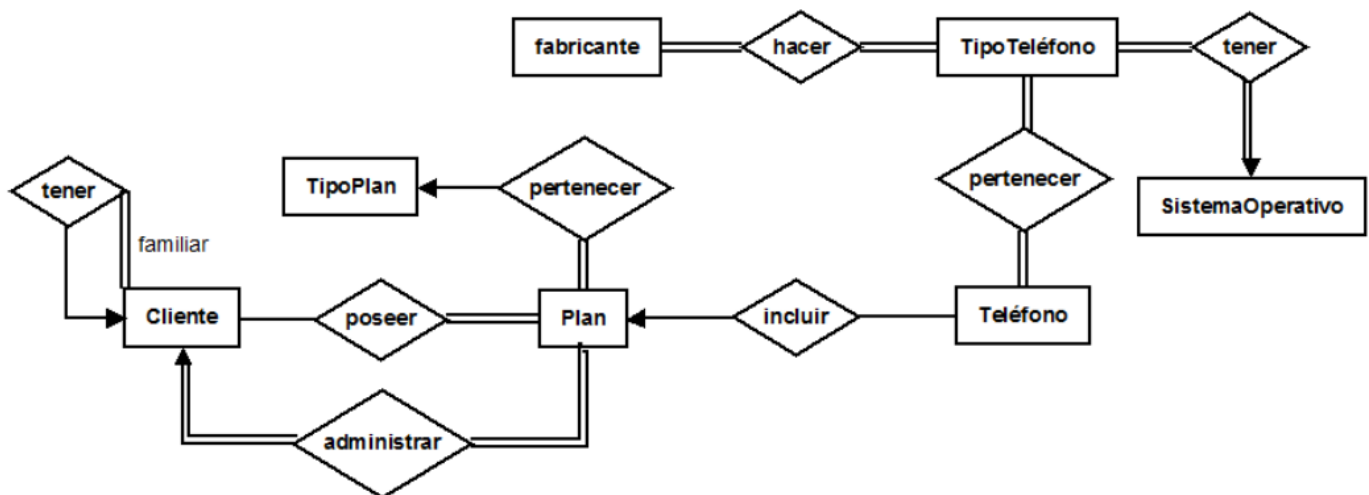 fabricante
hacer
TipoTeléfono
tener
tener
TipoPlan
pertenecer
pertenecer
SistemaOperativo
familiar
Cliente
poseer
Plan
incluir
Teléfono
administrar